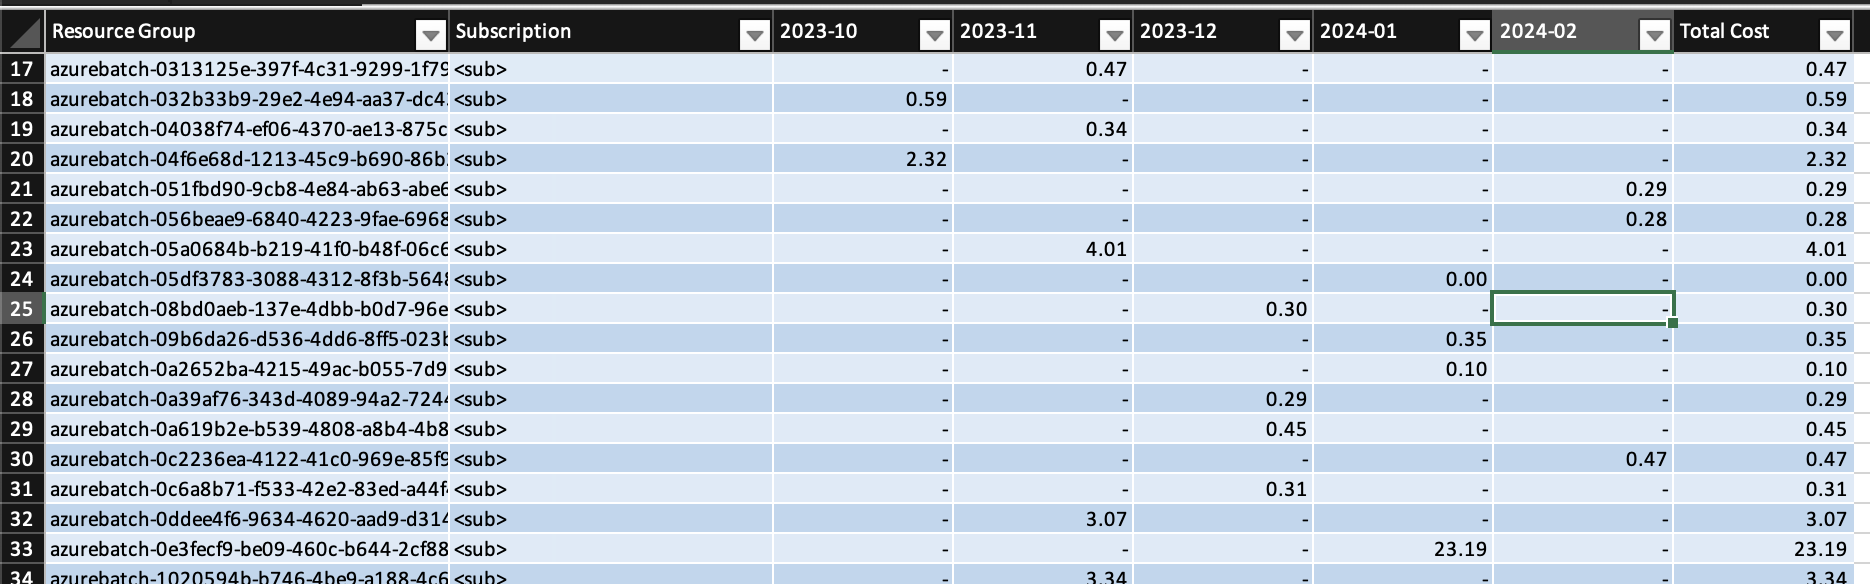 Resource Group Subscription 2023-10 2023-11 2023-12 2024-01 2024-02 Total Cost
17 azurebatch-0313125e-397f-4c31-9299-1f79 <sub> - 0.47 - - - 0.47
18 azurebatch-032b33b9-29e2-4e94-aa37-dc4 <sub> 0.59 - - - - 0.59
19 azurebatch-04038f74-ef06-4370-ae13-875c <sub> - 0.34 - - - 0.34
20 azurebatch-04f6e68d-1213-45c9-b690-86b <sub> 2.32 - - - - 2.32
21 azurebatch-051fbd90-9cb8-4e84-ab63-abe6 <sub> - - - - 0.29 0.29
22 azurebatch-056beae9-6840-4223-9fae-6968 <sub> - - - - 0.28 0.28
23 azurebatch-05a0684b-b219-41f0-b48f-06c6 <sub> - 4.01 - - - 4.01
24 azurebatch-05df3783-3088-4312-8f3b-564 <sub> - - - 0.00 - 0.00
25 azurebatch-08bd0aeb-137e-4dbb-b0d7-96e <sub> - - 0.30 - - 0.30
26 azurebatch-09b6da26-d536-4dd6-8ff5-023b <sub> - - - 0.35 - 0.35
27 azurebatch-0a2652ba-4215-49ac-b055-7d9 <sub> - - - 0.10 - 0.10
28 azurebatch-0a39af76-343d-4089-94a2-724 <sub> - - 0.29 - - 0.29
29 azurebatch-0a619b2e-b539-4808-a8b4-4b8 <sub> - - 0.45 - - 0.45
30 azurebatch-0c2236ea-4122-41c0-969e-85f9 <sub> - - - - 0.47 0.47
31 azurebatch-0c6a8b71-f533-42e2-83ed-a44f <sub> - - 0.31 - - 0.31
32 azurebatch-0ddee4f6-9634-4620-aad9-d314 <sub> - 3.07 - - - 3.07
33 azurebatch-0e3fecf9-be09-460c-b644-2cf88 <sub> - - - 23.19 - 23.19
34 azurebatch-1020594b-b746-4be9-a188-4c6 <sub> - 3.34 - - - 3.34